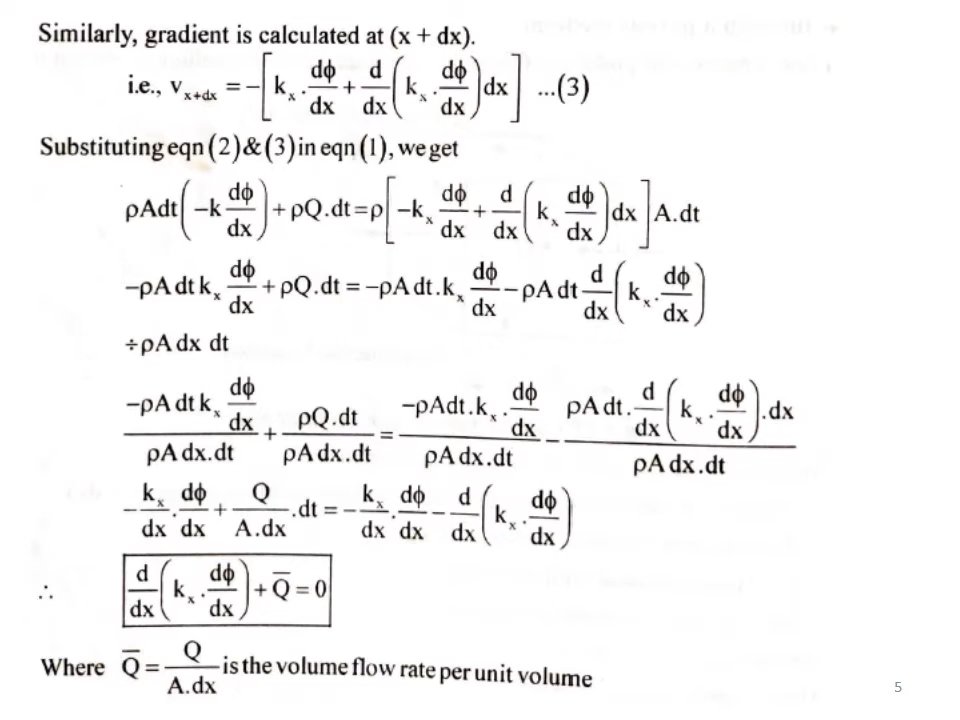 Similarly, gradient is calculated at (x + dx).
i.e., v_{x+dx} = -[ k_x . dϕ/dx + d/dx ( k_x . dϕ/dx ) dx ] ...(3)
Substituting eqn (2) & (3) in eqn (1), we get
ρAdt ( -k dϕ/dx ) + ρQ.dt = ρ[ -k_x dϕ/dx + d/dx ( k_x dϕ/dx ) dx ] A.dt
-ρA dt k_x dϕ/dx + ρQ.dt = -ρA dt.k_x dϕ/dx - ρA dt d/dx ( k_x . dϕ/dx )
÷ρA dx dt
(-ρA dt k_x dϕ/dx)/(ρA dx.dt) + (ρQ.dt)/(ρA dx.dt) = (-ρAdt.k_x . dϕ/dx)/(ρA dx.dt) - (ρA dt. d/dx ( k_x . dϕ/dx ) .dx)/(ρA dx.dt)
- k_x/dx . dϕ/dx + Q/A.dx .dt = - k_x/dx . dϕ/dx - d/dx ( k_x . dϕ/dx )
∴ d/dx ( k_x . dϕ/dx ) + Q̅ = 0
Where Q̅ = Q/A.dx is the volume flow rate per unit volume
5